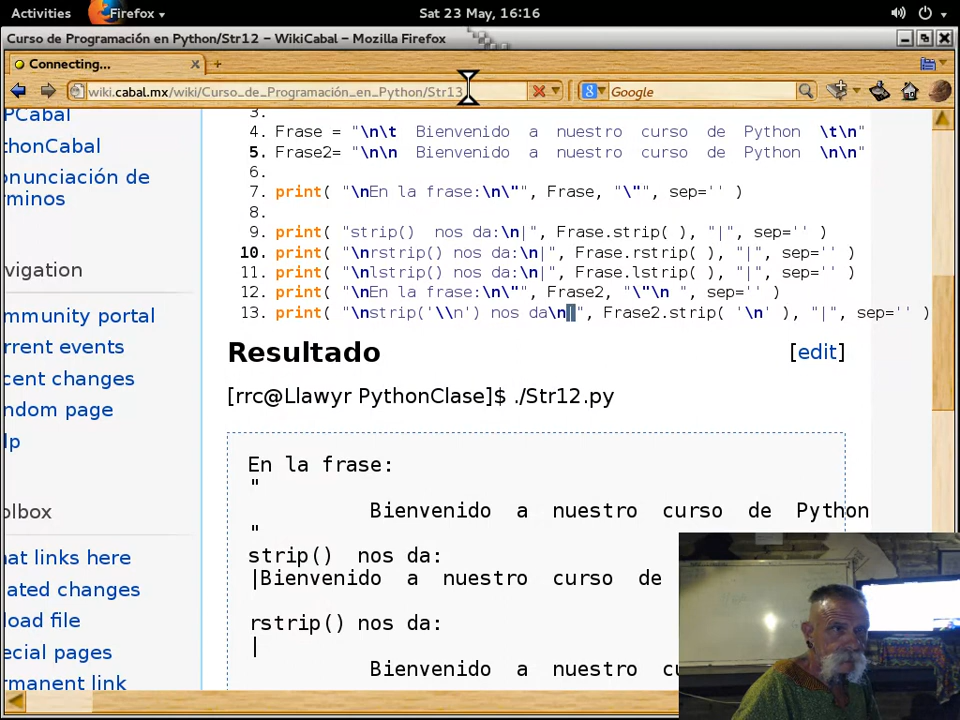 Activities Firefox Sat 23 May, 16:16
Curso de Programación en Python/Str12 – WikiCabal – Mozilla Firefox
Connecting...
wiki.cabal.mx/wiki/Curso_de_Programación_en_Python/Str13 Google
PCabal
thonCabal
onunciación de
rminos
vigation
mmunity portal
rrent events
cent changes
ndom page
lp
olbox
at links here
ated changes
load file
ecial pages
rmanent link
3.
4. Frase = "\n\t Bienvenido a nuestro curso de Python \t\n"
5. Frase2= "\n\n Bienvenido a nuestro curso de Python \n\n"
6.
7. print( "\nEn la frase:\n\"", Frase, "\"", sep='' )
8.
9. print( "strip() nos da:\n|", Frase.strip( ), "|", sep='' )
10. print( "\nrstrip() nos da:\n|", Frase.rstrip( ), "|", sep='' )
11. print( "\nlstrip() nos da:\n|", Frase.lstrip( ), "|", sep='' )
12. print( "\nEn la frase:\n\"", Frase2, "\"\n ", sep='' )
13. print( "\nstrip('\\n') nos da\n|", Frase2.strip( '\n' ), "|", sep='' )
Resultado [edit]
[rrc@Llawyr PythonClase]$ ./Str12.py
En la frase:
"
Bienvenido a nuestro curso de Python
"
strip() nos da:
|Bienvenido a nuestro curso de
rstrip() nos da:
|
Bienvenido a nuestro cu